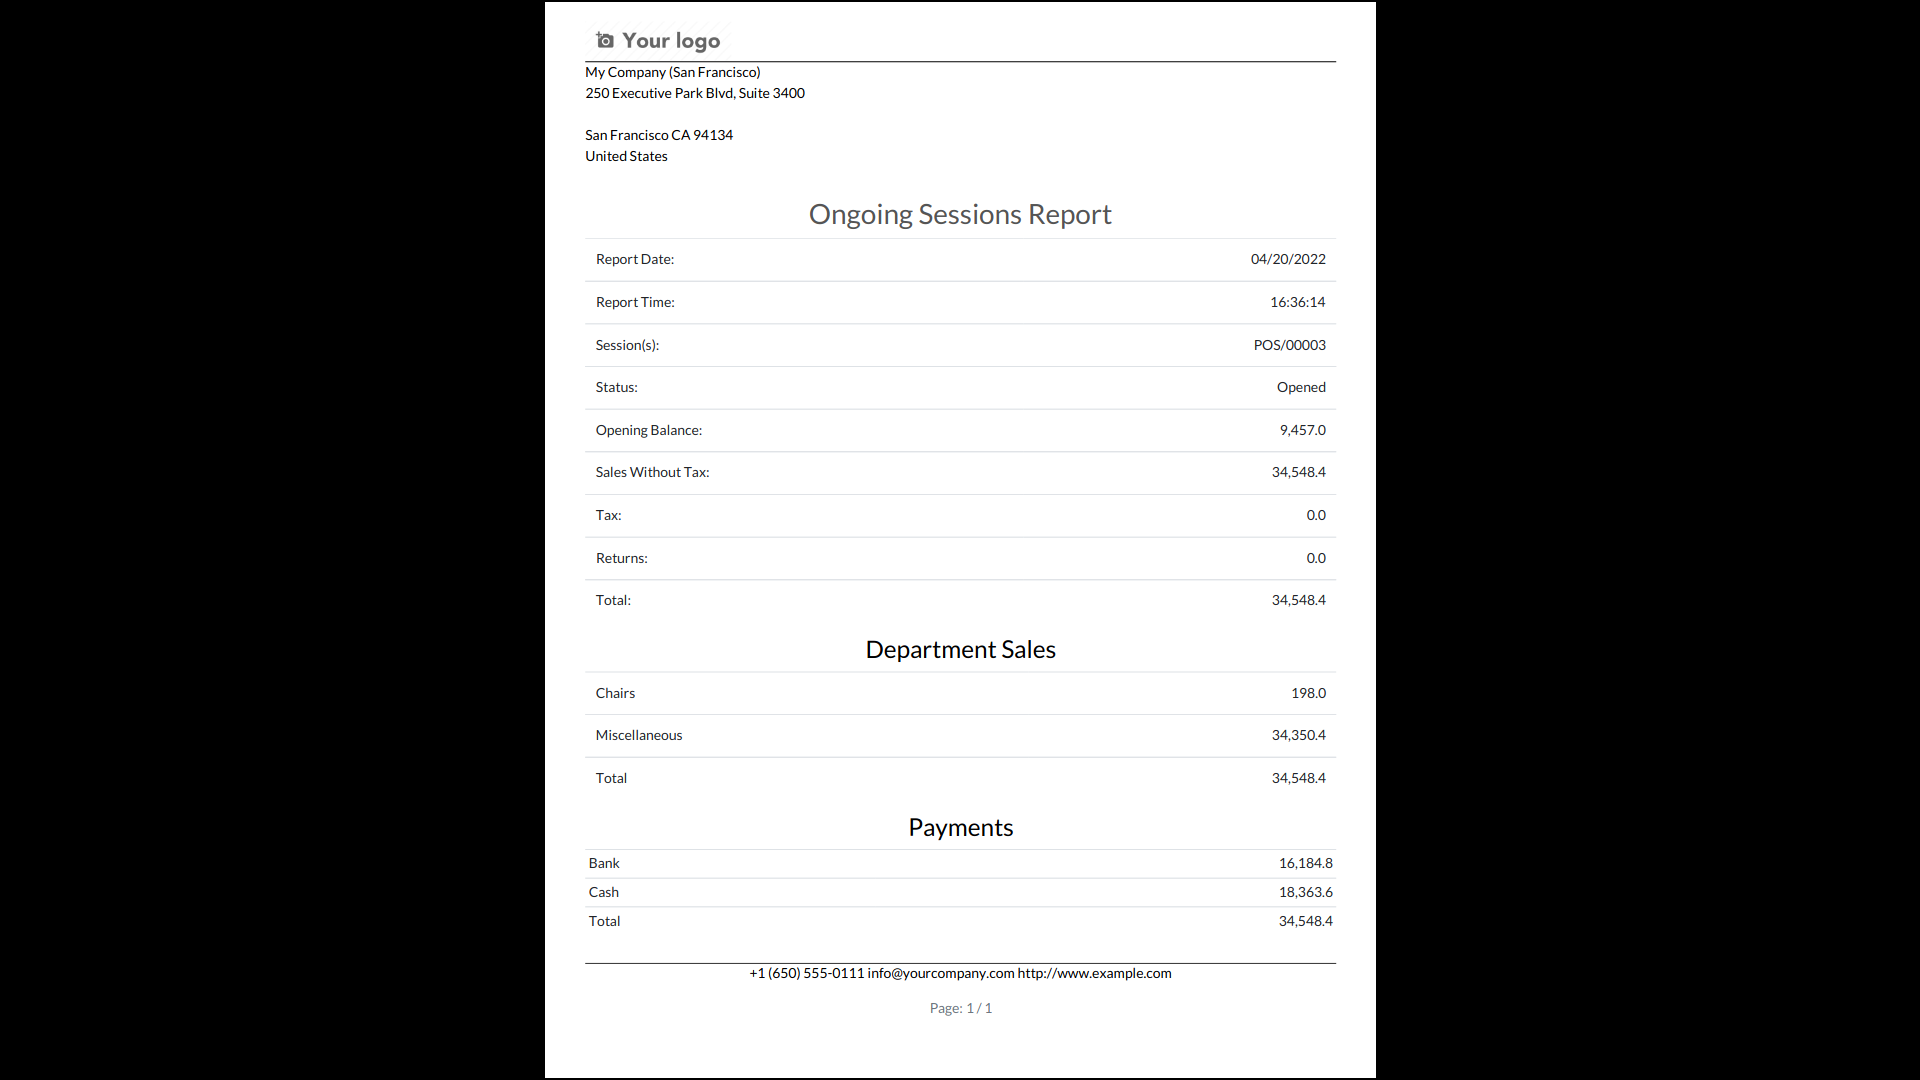 Your logo
My Company (San Francisco)
250 Executive Park Blvd, Suite 3400
San Francisco CA 94134
United States
Ongoing Sessions Report
Report Date: 04/20/2022
Report Time: 16:36:14
Session(s): POS/00003
Status: Opened
Opening Balance: 9,457.0
Sales Without Tax: 34,548.4
Tax: 0.0
Returns: 0.0
Total: 34,548.4
Department Sales
Chairs 198.0
Miscellaneous 34,350.4
Total 34,548.4
Payments
Bank 16,184.8
Cash 18,363.6
Total 34,548.4
+1 (650) 555-0111 info@yourcompany.com http://www.example.com
Page: 1 / 1